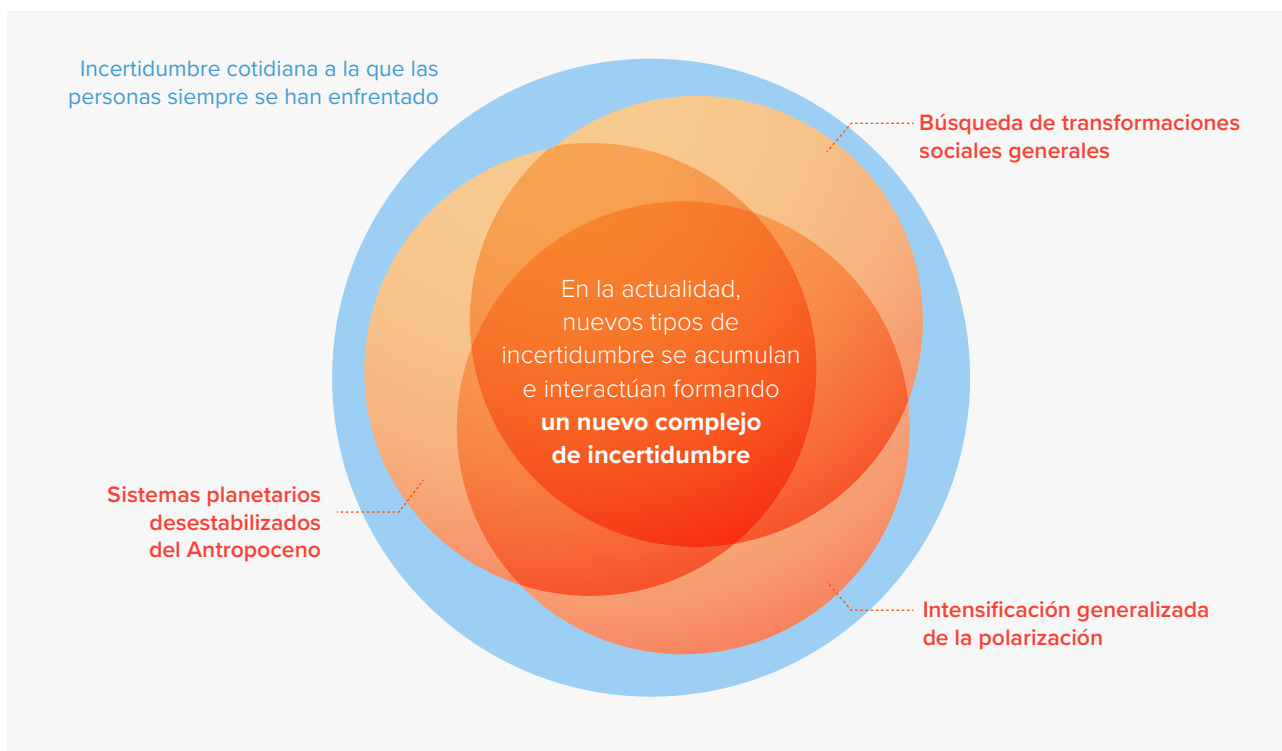 Incertidumbre cotidiana a la que las
personas siempre se han enfrentado
Búsqueda de transformaciones
sociales generales
En la actualidad,
nuevos tipos de
incertidumbre se acumulan
e interactúan formando
un nuevo complejo
de incertidumbre
Sistemas planetarios
desestabilizados
del Antropoceno
Intensificación generalizada
de la polarización